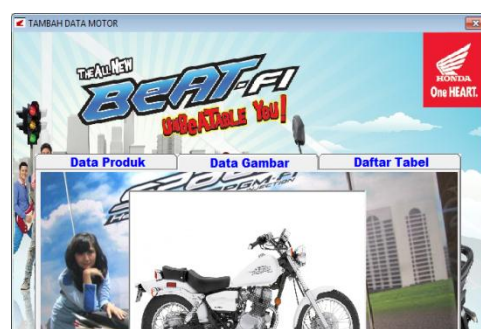 TAMBAH DATA MOTOR
THE ALL NEW
BeAT-FI
UNBeATABLE YOU!
HONDA
One HEART.
Data Produk
Data Gambar
Daftar Tabel